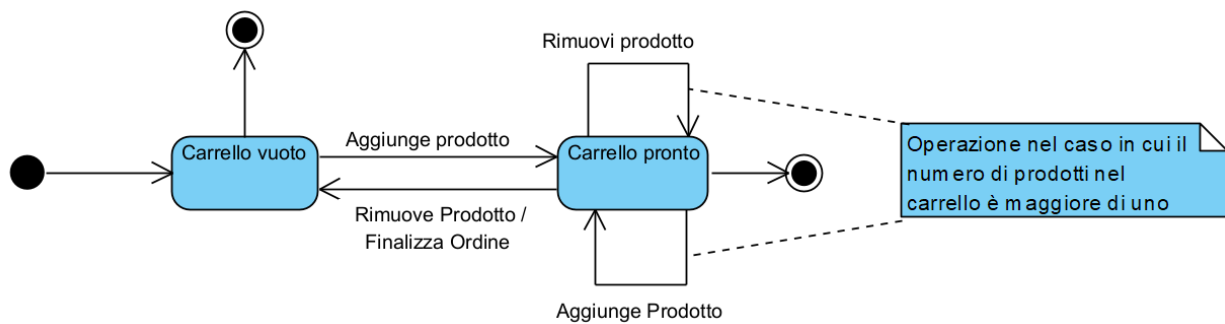 Rimuovi prodotto
Carrello vuoto
Aggiunge prodotto
Carrello pronto
Rimuove Prodotto /
Finalizza Ordine
Aggiunge Prodotto
Operazione nel caso in cui il
numero di prodotti nel
carrello è maggiore di uno